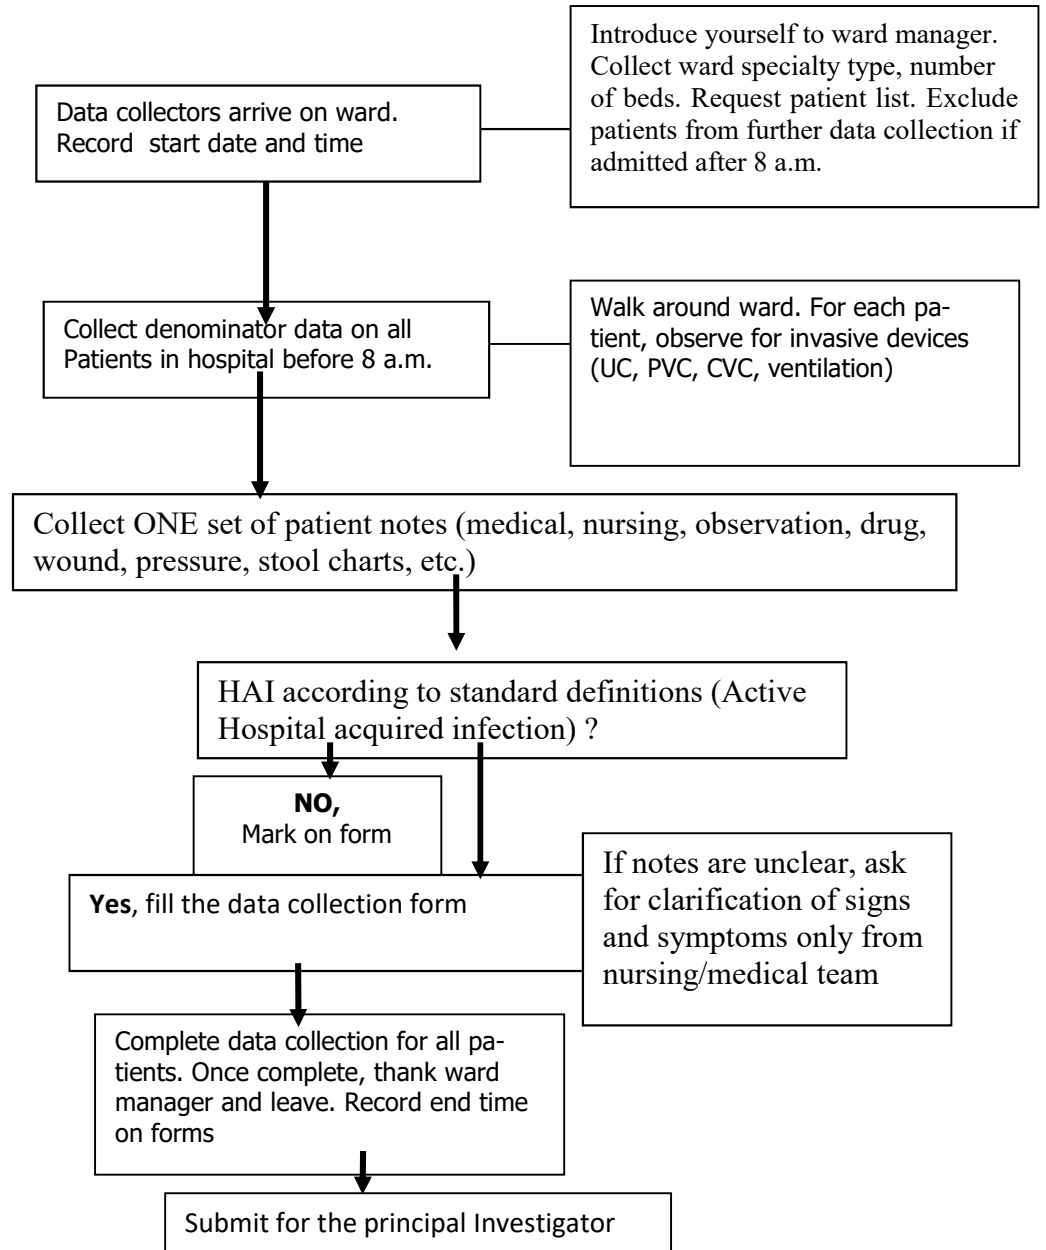 Introduce yourself to ward manager.
Collect ward specialty type, number
of beds. Request patient list. Exclude
patients from further data collection if
admitted after 8 a.m.
Data collectors arrive on ward.
Record start date and time
Collect denominator data on all
Patients in hospital before 8 a.m.
Walk around ward. For each pa-
tient, observe for invasive devices
(UC, PVC, CVC, ventilation)
Collect ONE set of patient notes (medical, nursing, observation, drug,
wound, pressure, stool charts, etc.)
HAI according to standard definitions (Active
Hospital acquired infection) ?
NO,
Mark on form
Yes, fill the data collection form
If notes are unclear, ask
for clarification of signs
and symptoms only from
nursing/medical team
Complete data collection for all pa-
tients. Once complete, thank ward
manager and leave. Record end time
on forms
Submit for the principal Investigator